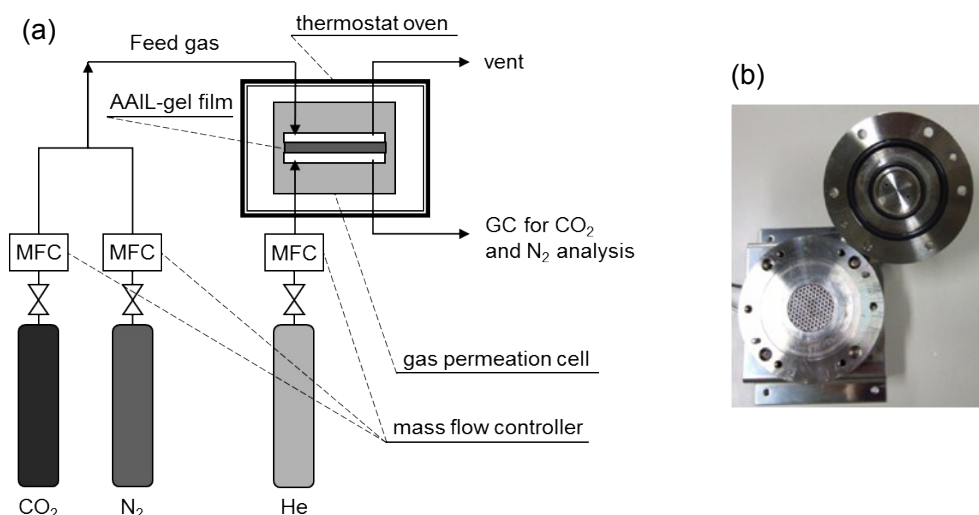 (a)
thermostat oven
Feed gas
vent
AAIL-gel film
(b)
GC for CO₂
and N₂ analysis
MFC
MFC
MFC
gas permeation cell
mass flow controller
CO₂
N₂
He